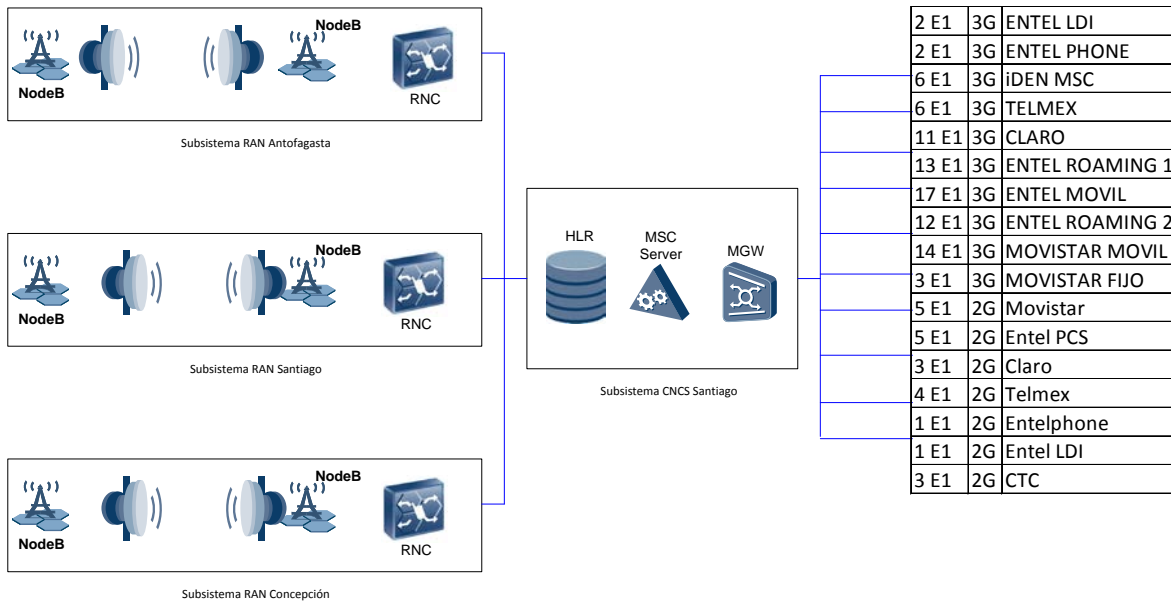 NodeB
NodeB
RNC
Subsistema RAN Antofagasta
NodeB
NodeB
RNC
Subsistema RAN Santiago
NodeB
NodeB
RNC
Subsistema RAN Concepción
HLR
MSC
Server
MGW
Subsistema CNCS Santiago
2 E1 3G ENTEL LDI
2 E1 3G ENTEL PHONE
6 E1 3G iDEN MSC
6 E1 3G TELMEX
11 E1 3G CLARO
13 E1 3G ENTEL ROAMING 1
17 E1 3G ENTEL MOVIL
12 E1 3G ENTEL ROAMING 2
14 E1 3G MOVISTAR MOVIL
3 E1 3G MOVISTAR FIJO
5 E1 2G Movistar
5 E1 2G Entel PCS
3 E1 2G Claro
4 E1 2G Telmex
1 E1 2G Entelphone
1 E1 2G Entel LDI
3 E1 2G CTC